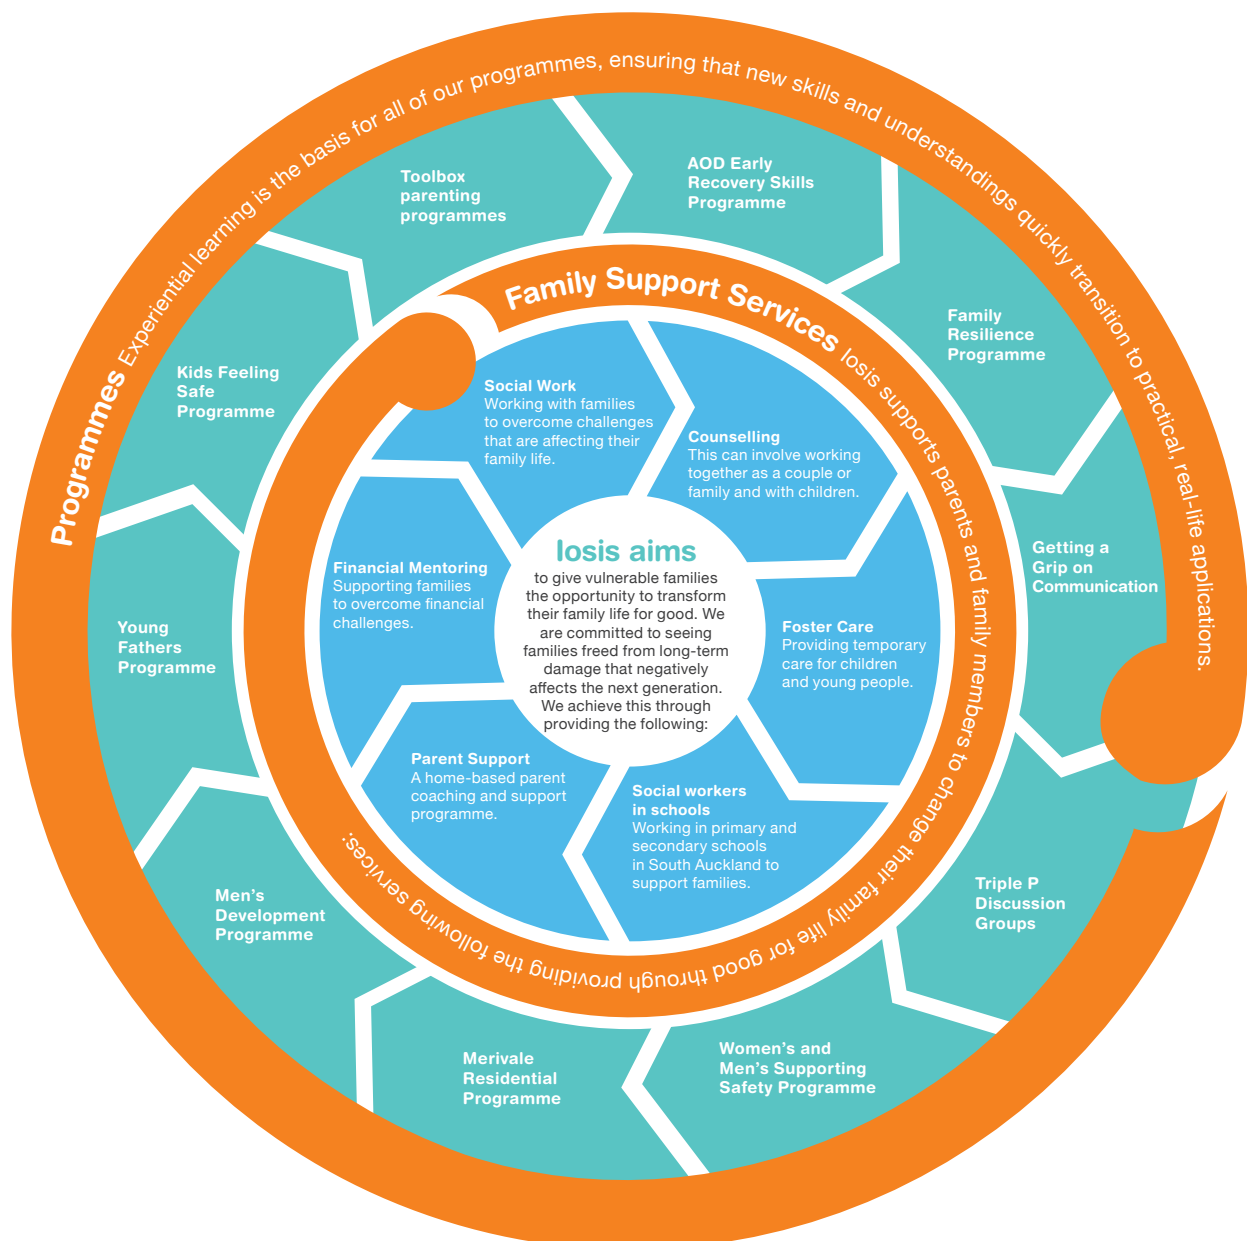 Programmes Experiential learning is the basis for all of our programmes, ensuring that new skills and understandings quickly transition to practical, real-life applications.
Toolbox
parenting
programmes
AOD Early
Recovery Skills
Programme
Family
Resilience
Programme
Getting a
Grip on
Communication
Triple P
Discussion
Groups
Women's and
Men's Supporting
Safety Programme
Merivale
Residential
Programme
Men's
Development
Programme
Young
Fathers
Programme
Kids Feeling
Safe
Programme
Family Support Services Iosis supports parents and family members to change their family life for good through providing the following services:
Social Work
Working with families
to overcome challenges
that are affecting their
family life.
Counselling
This can involve working
together as a couple or
family and with children.
Foster Care
Providing temporary
care for children
and young people.
Social workers
in schools
Working in primary and
secondary schools
in South Auckland to
support families.
Parent Support
A home-based parent
coaching and support
programme.
Financial Mentoring
Supporting families
to overcome financial
challenges.
Iosis aims
to give vulnerable families
the opportunity to transform
their family life for good. We
are committed to seeing
families freed from long-term
damage that negatively
affects the next generation.
We achieve this through
providing the following: